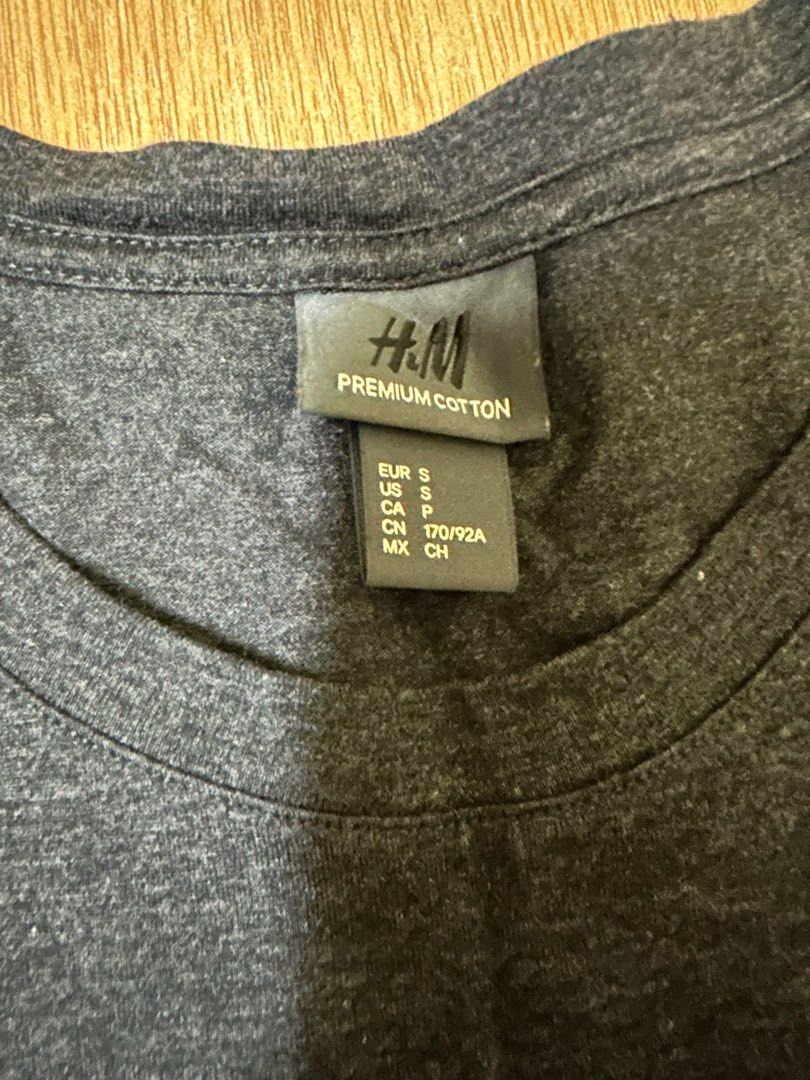 H&M
PREMIUM COTTON
EUR S
US S
CA P
CN 170/92A
MX CH